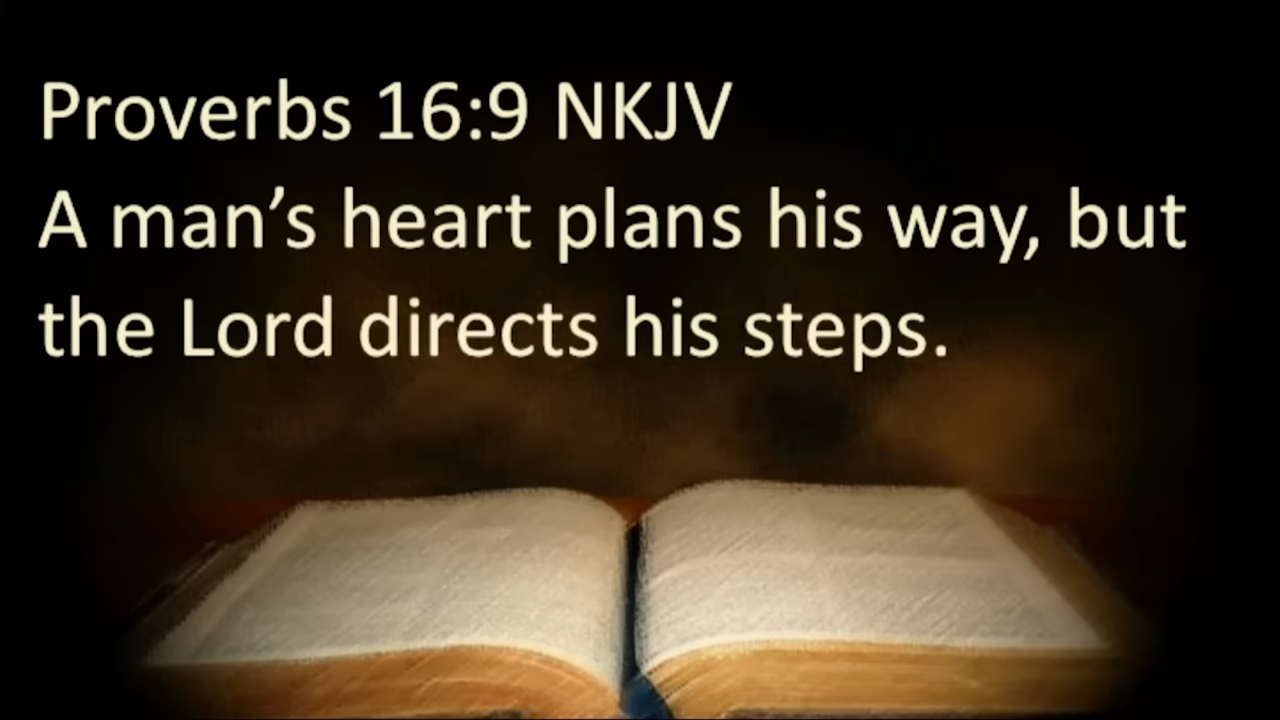 Proverbs 16:9 NKJV
A man’s heart plans his way, but
the Lord directs his steps.